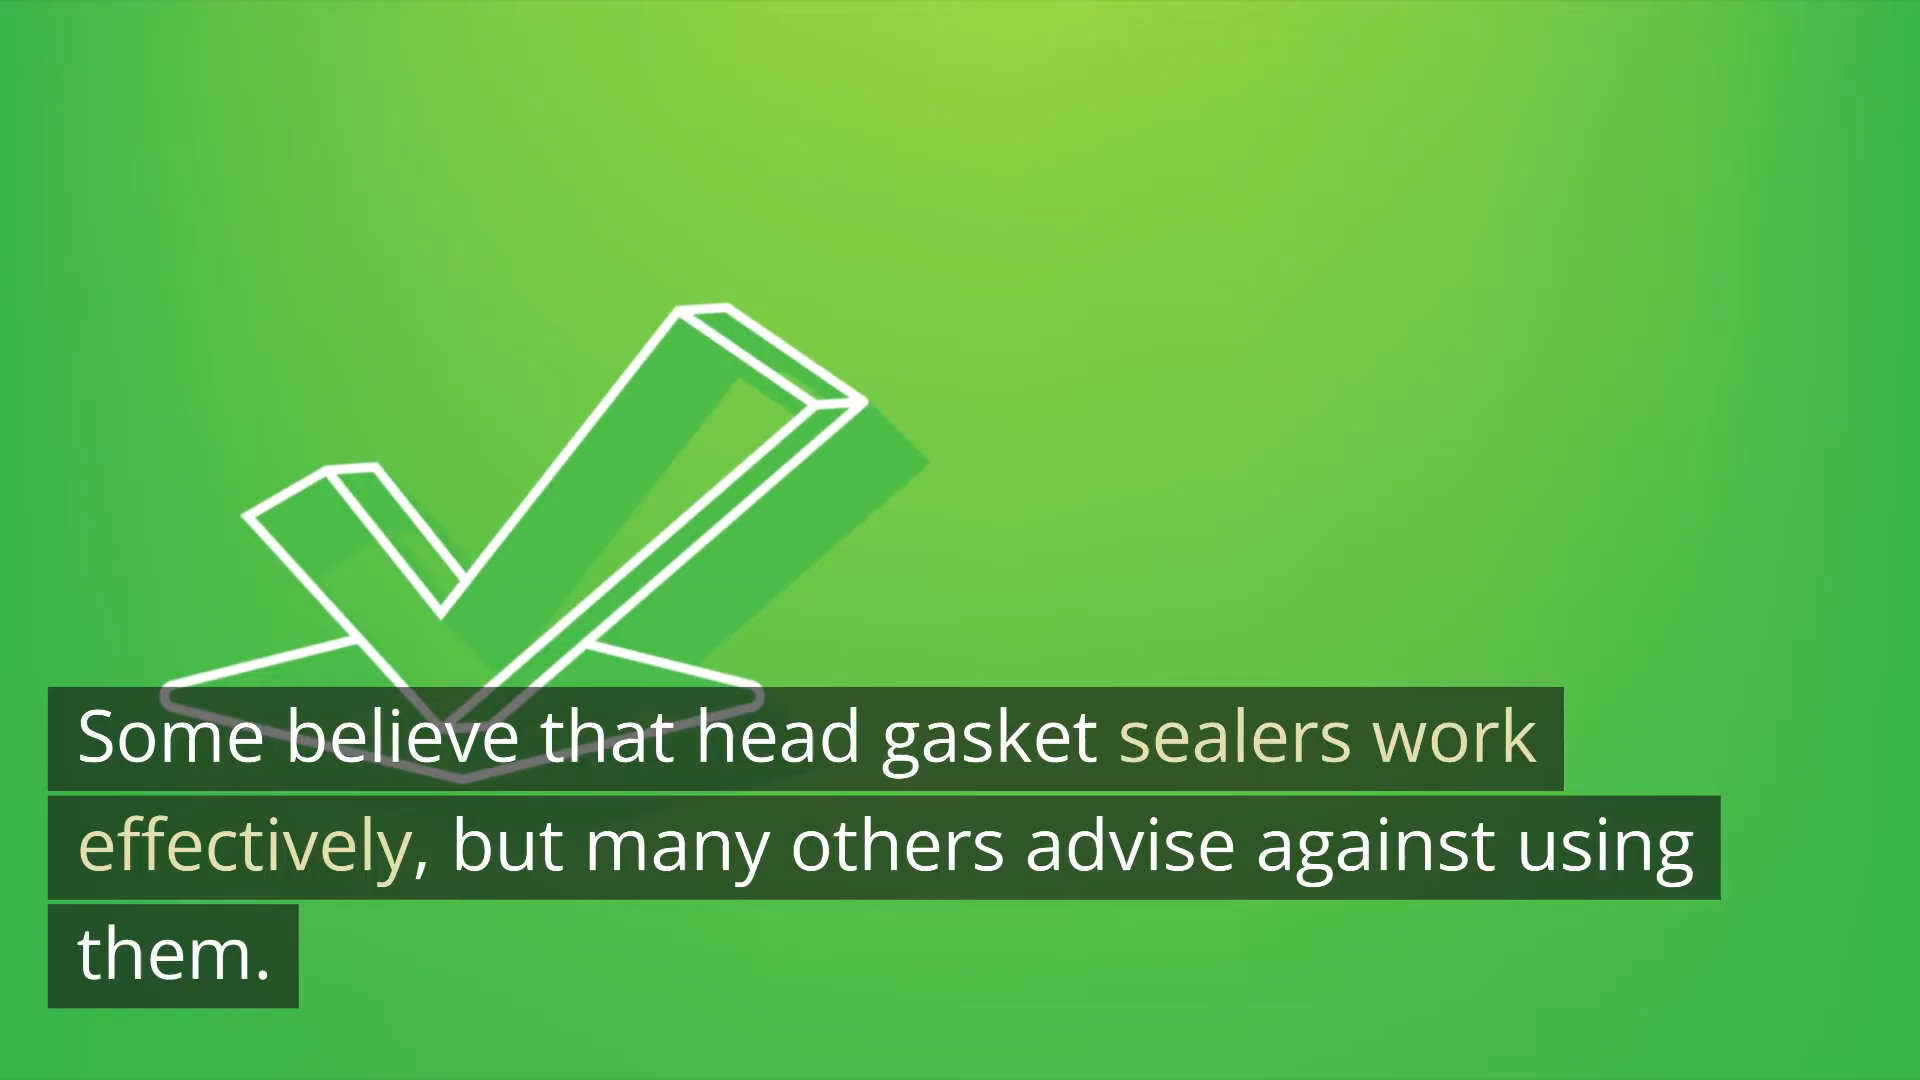 Some believe that head gasket sealers work
effectively, but many others advise against using
them.